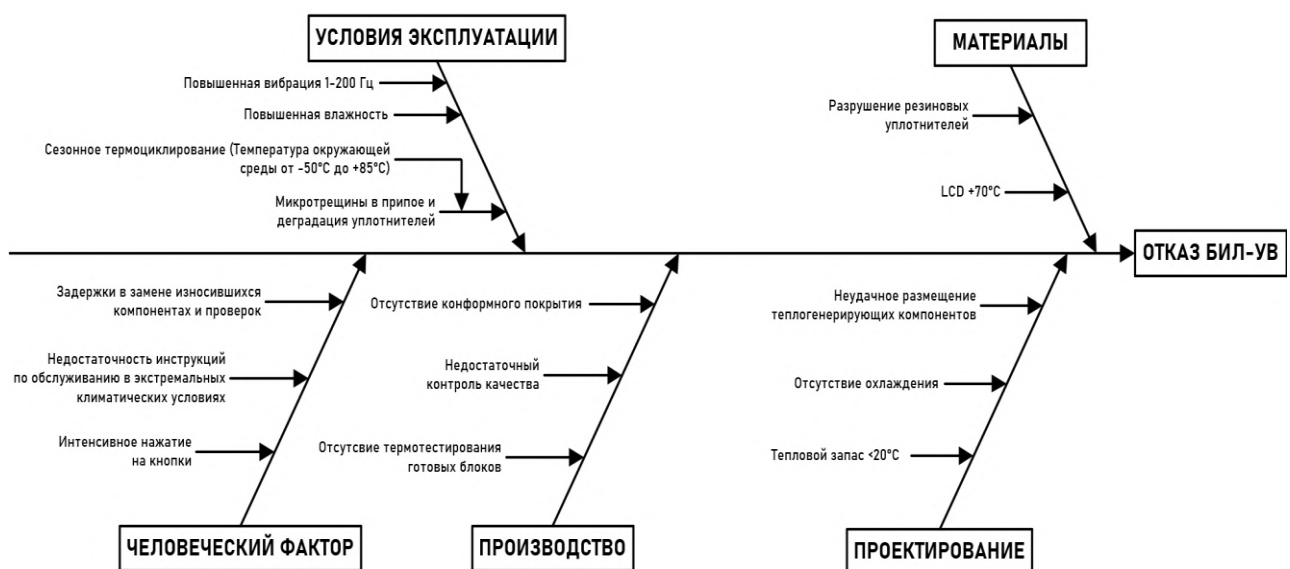 УСЛОВИЯ ЭКСПЛУАТАЦИИ
МАТЕРИАЛЫ
Повышенная вибрация 1-200 Гц
Повышенная влажность
Сезонное термоциклирование (Температура окружающей
среды от -50°C до +85°C)
Микротрещины в припое и
деградация уплотнителей
Разрушение резиновых
уплотнителей
LCD +70°C
ОТКАЗ БИЛ-УВ
Задержки в замене износившихся
компонентах и проверок
Недостаточность инструкций
по обслуживанию в экстремальных
климатических условиях
Интенсивное нажатие
на кнопки
Отсутствие конформного покрытия
Недостаточный
контроль качества
Отсутсвие термотестирования
готовых блоков
Неудачное размещение
теплогенерирующих компонентов
Отсутствие охлаждения
Тепловой запас <20°C
ЧЕЛОВЕЧЕСКИЙ ФАКТОР
ПРОИЗВОДСТВО
ПРОЕКТИРОВАНИЕ